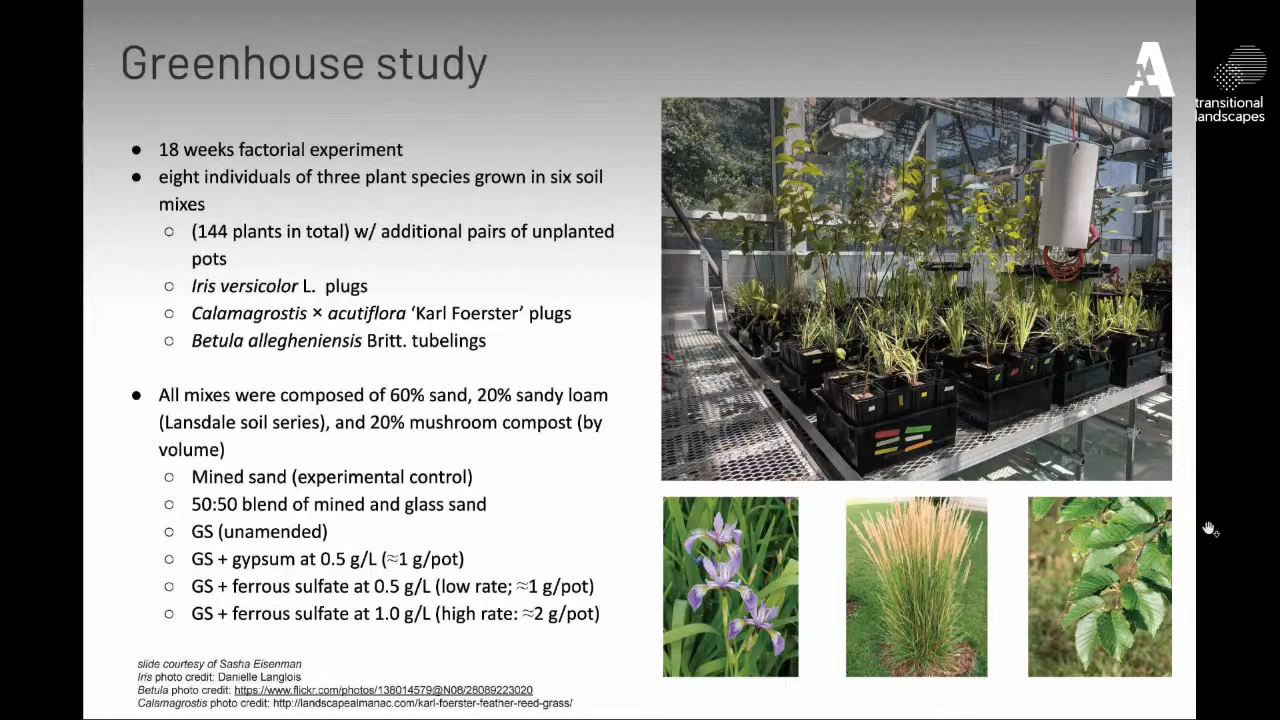 Greenhouse study
A
A
transitional
landscapes
● 18 weeks factorial experiment
● eight individuals of three plant species grown in six soil
mixes
○ (144 plants in total) w/ additional pairs of unplanted
pots
○ Iris versicolor L. plugs
○ Calamagrostis × acutiflora ‘Karl Foerster’ plugs
○ Betula allegheniensis Britt. tubelings
● All mixes were composed of 60% sand, 20% sandy loam
(Lansdale soil series), and 20% mushroom compost (by
volume)
○ Mined sand (experimental control)
○ 50:50 blend of mined and glass sand
○ GS (unamended)
○ GS + gypsum at 0.5 g/L (≈1 g/pot)
○ GS + ferrous sulfate at 0.5 g/L (low rate; ≈1 g/pot)
○ GS + ferrous sulfate at 1.0 g/L (high rate: ≈2 g/pot)
slide courtesy of Sasha Eisenman
Iris photo credit: Danielle Langlois
Betula photo credit: https://www.flickr.com/photos/138014579@N08/28089223020
Calamagrostis photo credit: http://landscapealmanac.com/karl-foerster-feather-reed-grass/